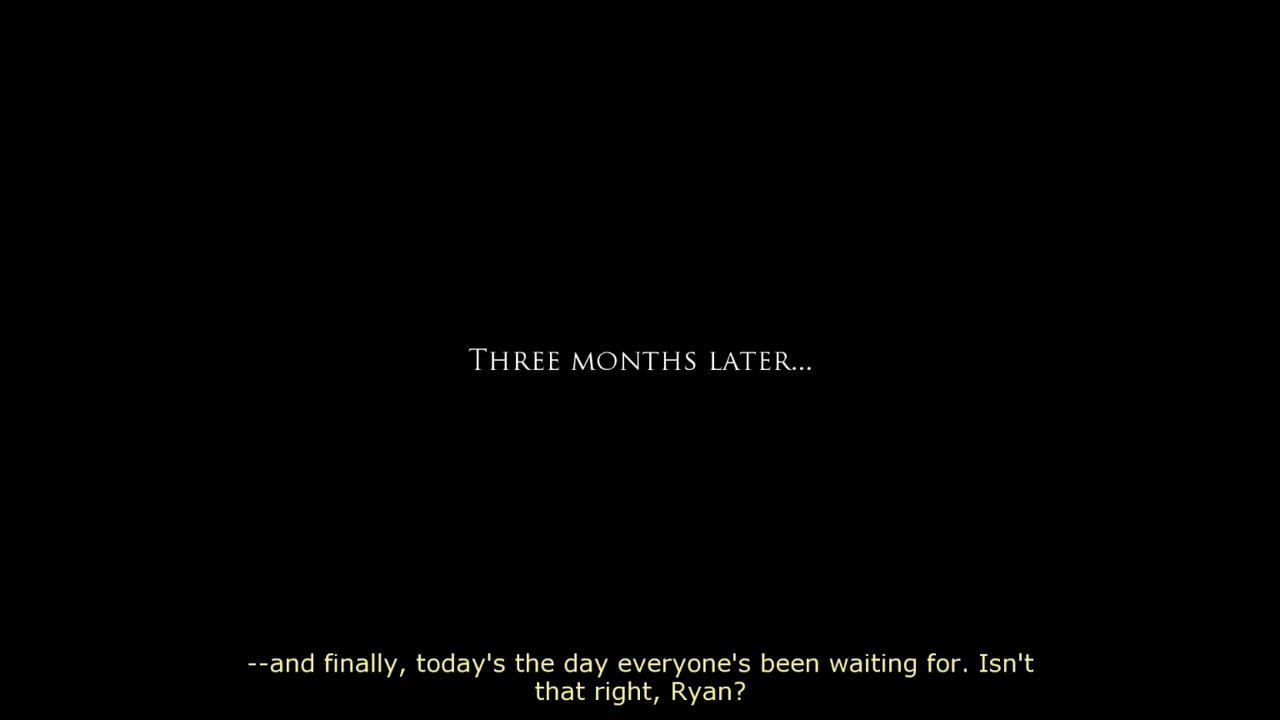 Three months later...
--and finally, today's the day everyone's been waiting for. Isn't
that right, Ryan?